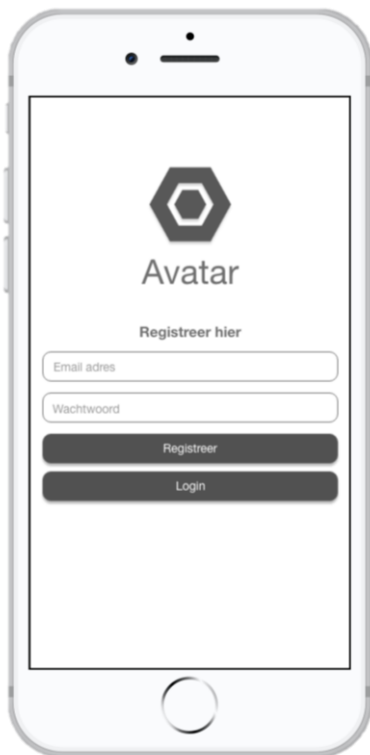 Avatar
Registreer hier
Email adres
Wachtwoord
Registreer
Login